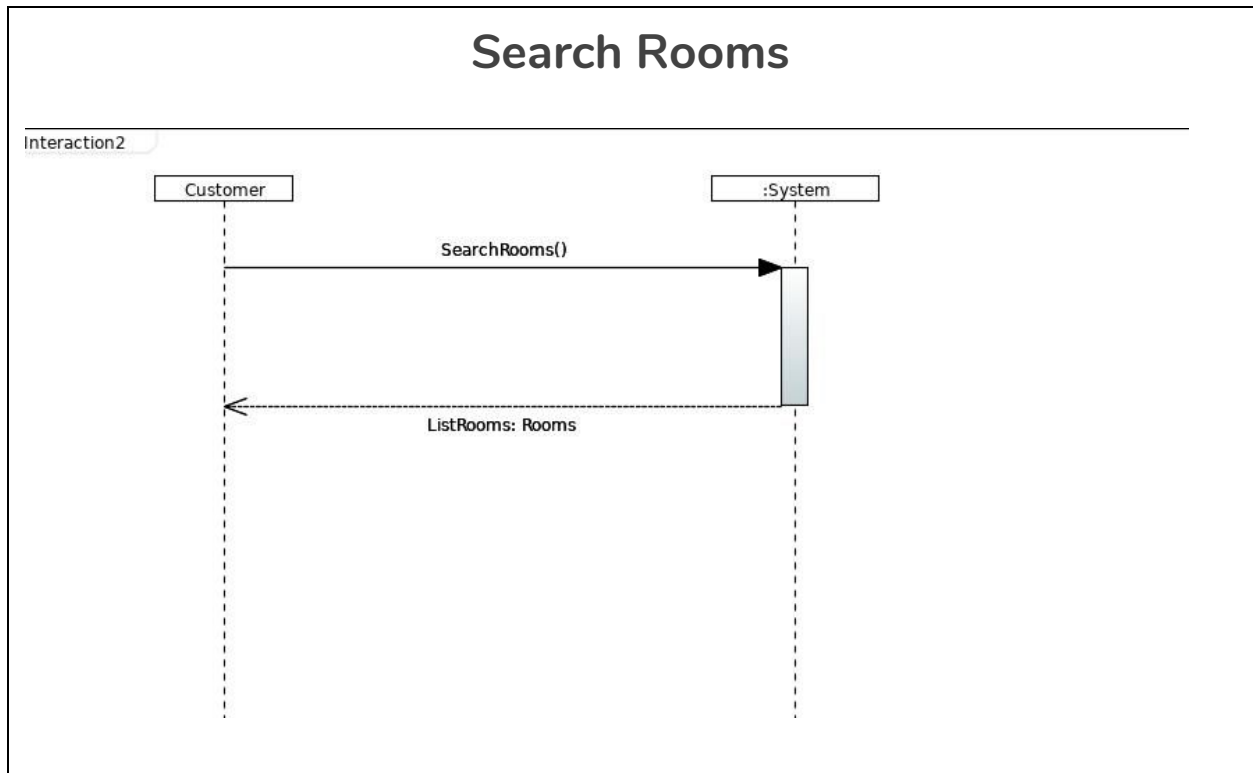 Search Rooms
Interaction2
Customer
:System
SearchRooms()
ListRooms: Rooms